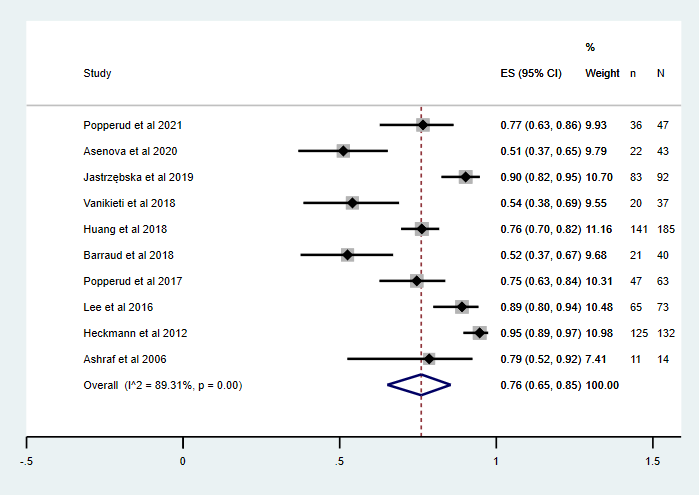 %
Study ES (95% CI) Weight n N
Popperud et al 2021 0.77 (0.63, 0.86) 9.93 36 47
Asenova et al 2020 0.51 (0.37, 0.65) 9.79 22 43
Jastrzębska et al 2019 0.90 (0.82, 0.95) 10.70 83 92
Vanikieti et al 2018 0.54 (0.38, 0.69) 9.55 20 37
Huang et al 2018 0.76 (0.70, 0.82) 11.16 141 185
Barraud et al 2018 0.52 (0.37, 0.67) 9.68 21 40
Popperud et al 2017 0.75 (0.63, 0.84) 10.31 47 63
Lee et al 2016 0.89 (0.80, 0.94) 10.48 65 73
Heckmann et al 2012 0.95 (0.89, 0.97) 10.98 125 132
Ashraf et al 2006 0.79 (0.52, 0.92) 7.41 11 14
Overall (I^2 = 89.31%, p = 0.00) 0.76 (0.65, 0.85) 100.00
-.5 0 .5 1 1.5